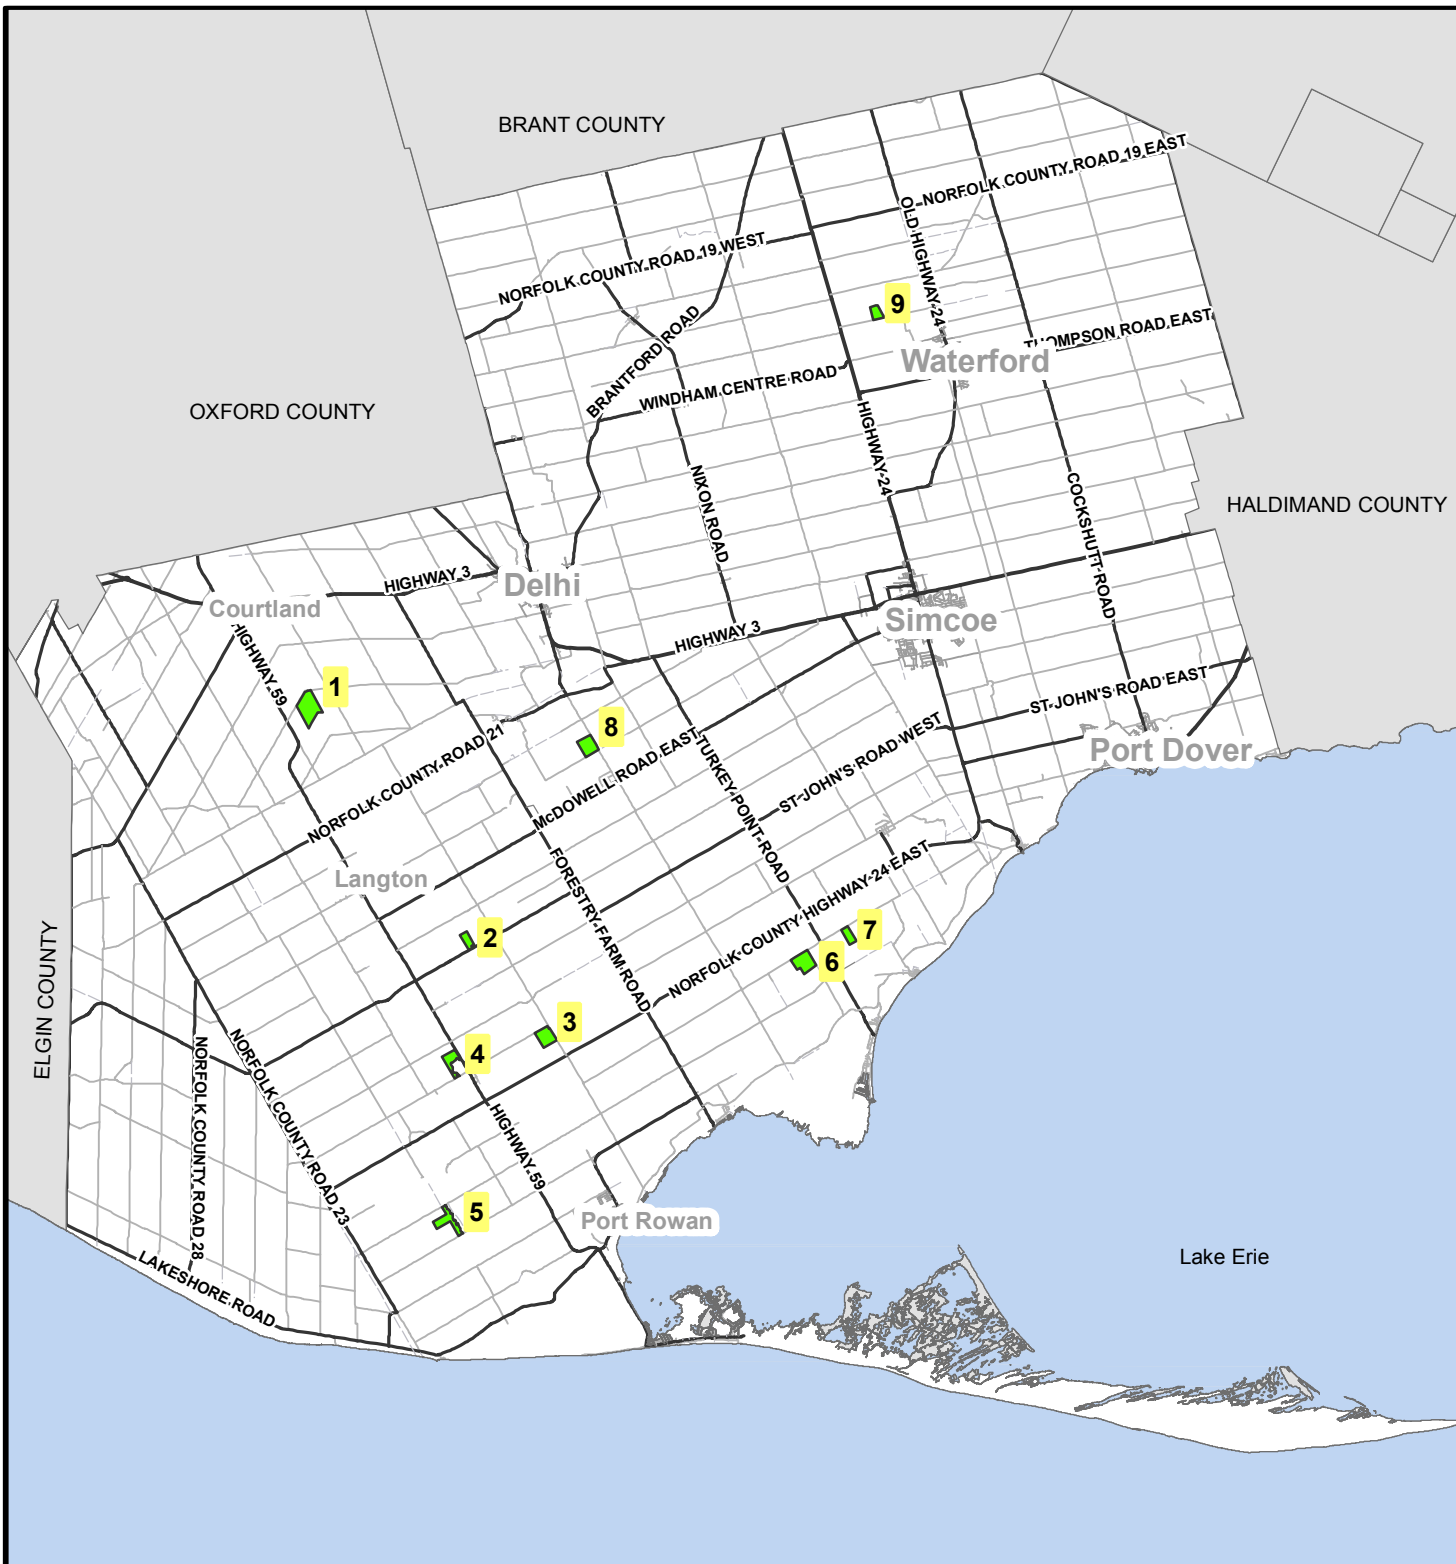 BRANT COUNTY
NORFOLK COUNTY ROAD 19 EAST
OLD HIGHWAY 24
NORFOLK COUNTY ROAD 19 WEST
9
BRANTFORD ROAD
THOMPSON ROAD EAST
Waterford
WINDHAM CENTRE ROAD
OXFORD COUNTY
HIGHWAY 24
NIXON ROAD
COCKSHUTT ROAD
HALDIMAND COUNTY
HIGHWAY 3
Delhi
Courtland
Simcoe
HIGHWAY 3
HIGHWAY 59
1
ST JOHN'S ROAD EAST
8
NORFOLK COUNTY ROAD 21
McDOWELL ROAD EAST
TURKEY POINT ROAD
ST JOHN'S ROAD WEST
Port Dover
Langton
FORESTRY FARM ROAD
NORFOLK COUNTY HIGHWAY 24 EAST
2
7
6
ELGIN COUNTY
3
4
NORFOLK COUNTY ROAD 28
NORFOLK COUNTY ROAD 23
HIGHWAY 59
5
Port Rowan
Lake Erie
LAKESHORE ROAD